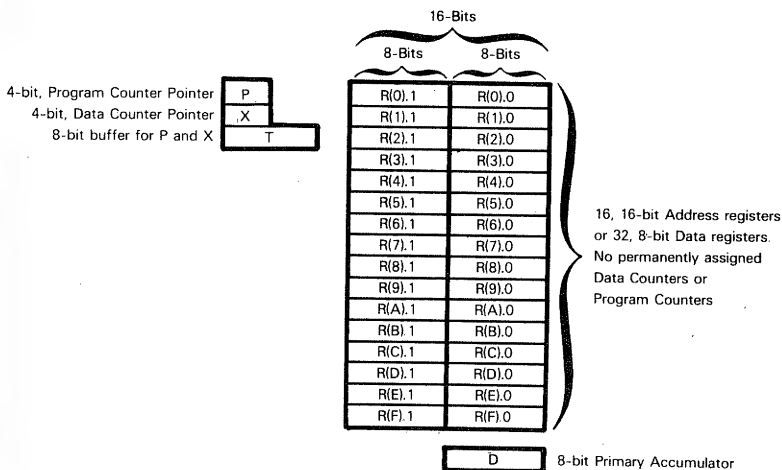 16-Bits
8-Bits 8-Bits
4-bit, Program Counter Pointer P
4-bit, Data Counter Pointer X
8-bit buffer for P and X T
R(0).1 R(0).0
R(1).1 R(1).0
R(2).1 R(2).0
R(3).1 R(3).0
R(4).1 R(4).0
R(5).1 R(5).0
R(6).1 R(6).0
R(7).1 R(7).0
R(8).1 R(8).0
R(9).1 R(9).0
R(A).1 R(A).0
R(B).1 R(B).0
R(C).1 R(C).0
R(D).1 R(D).0
R(E).1 R(E).0
R(F).1 R(F).0
16, 16-bit Address registers
or 32, 8-bit Data registers.
No permanently assigned
Data Counters or
Program Counters
D 8-bit Primary Accumulator